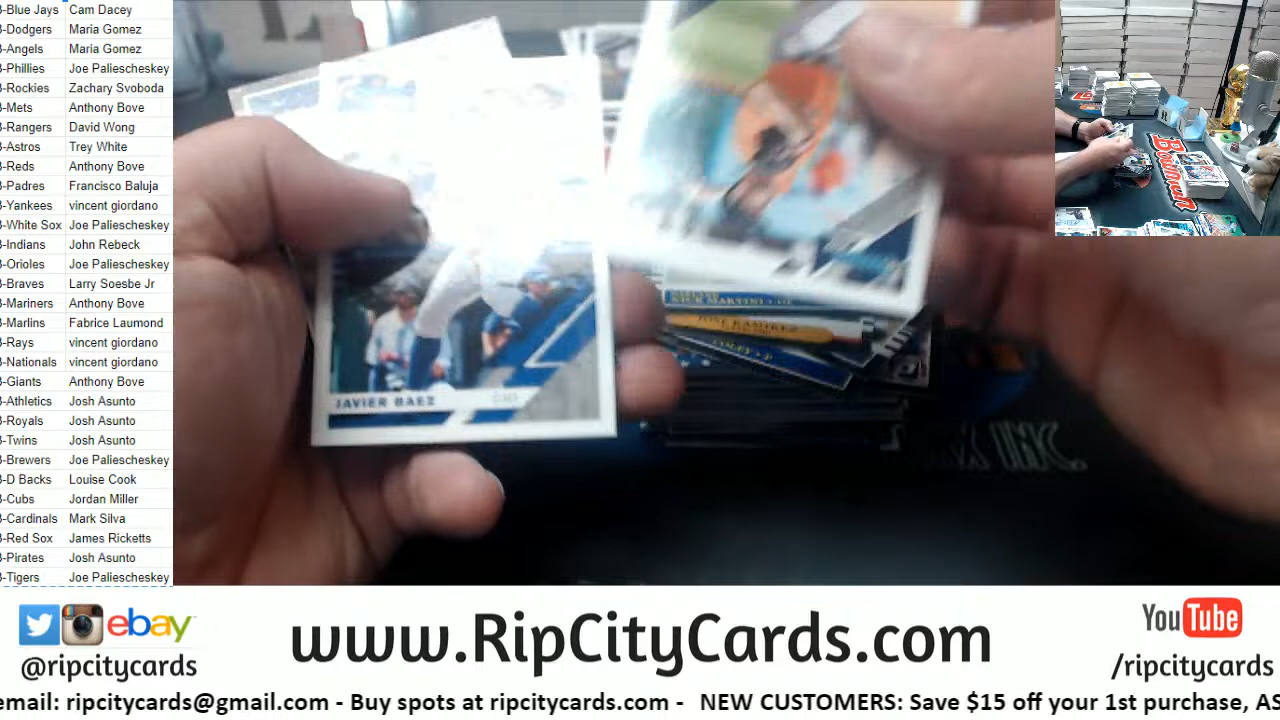 B-Blue Jays Cam Dacey
B-Dodgers Maria Gomez
B-Angels Maria Gomez
B-Phillies Joe Paliescheskey
B-Rockies Zachary Svoboda
B-Mets Anthony Bove
B-Rangers David Wong
B-Astros Trey White
B-Reds Anthony Bove
B-Padres Francisco Baluja
B-Yankees vincent giordano
B-White Sox Joe Paliescheskey
B-Indians John Rebeck
B-Orioles Joe Paliescheskey
B-Braves Larry Soesbe Jr
B-Mariners Anthony Bove
B-Marlins Fabrice Laumond
B-Rays vincent giordano
B-Nationals vincent giordano
B-Giants Anthony Bove
B-Athletics Josh Asunto
B-Royals Josh Asunto
B-Twins Josh Asunto
B-Brewers Joe Paliescheskey
B-D Backs Louise Cook
B-Cubs Jordan Miller
B-Cardinals Mark Silva
B-Red Sox James Ricketts
B-Pirates Josh Asunto
B-Tigers Joe Paliescheskey
NICK MARTINI
JOSE RAMIREZ
JAVIER BAEZ
INC.
Bowman
ebay
@ripcitycards
www.RipCityCards.com
YouTube
/ripcitycards
email: ripcitycards@gmail.com - Buy spots at ripcitycards.com - NEW CUSTOMERS: Save $15 off your 1st purchase, AS